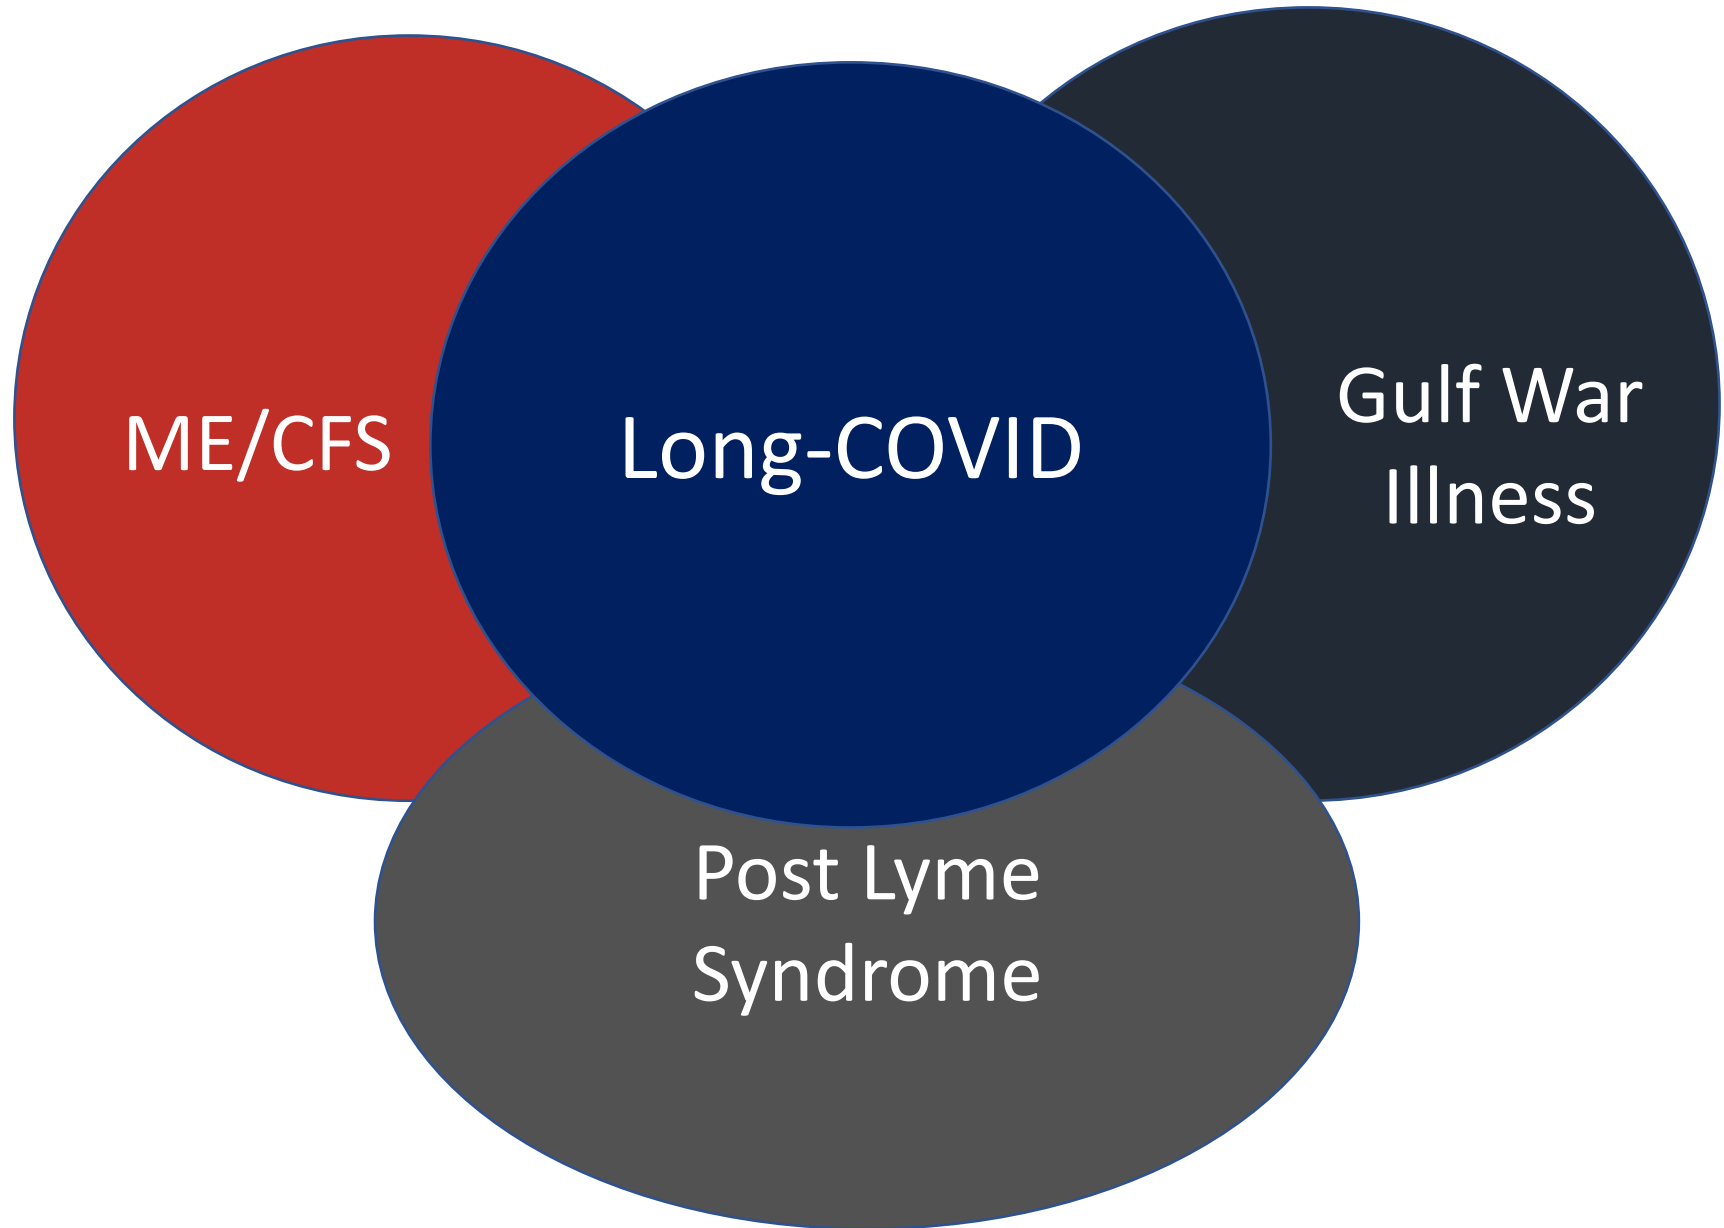 ME/CFS
Long-COVID
Gulf War
Illness
Post Lyme
Syndrome